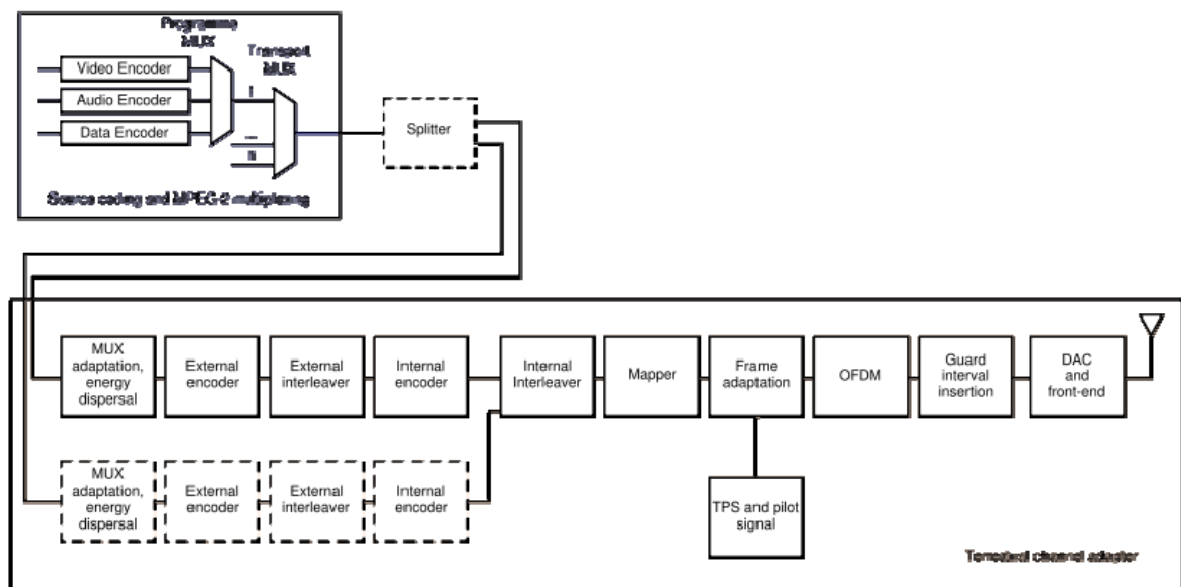 Programme
MUX
Transport
MUX
Video Encoder
Audio Encoder
Data Encoder
Splitter
Source coding and MPEG-2 multiplexing
MUX
adaptation,
energy
dispersal
External
encoder
External
interleaver
Internal
encoder
Internal
Interleaver
Mapper
Frame
adaptation
OFDM
Guard
interval
insertion
DAC
and
front-end
MUX
adaptation,
energy
dispersal
External
encoder
External
interleaver
Internal
encoder
TPS and pilot
signal
channel adapter